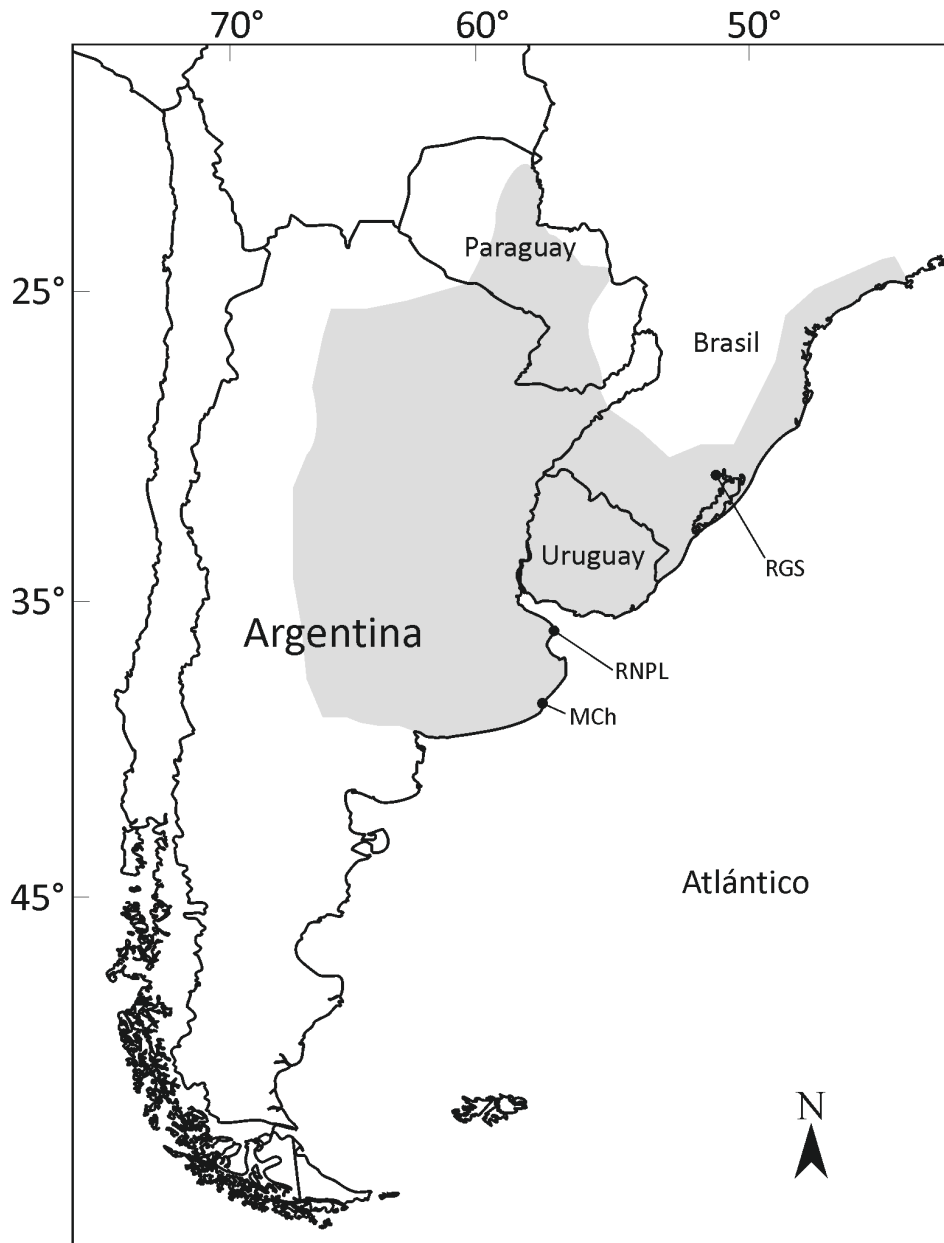 70° 60° 50°
Paraguay
25°
Brasil
Uruguay
RGS
35°
Argentina
RNPL
MCh
Atlántico
45°
N